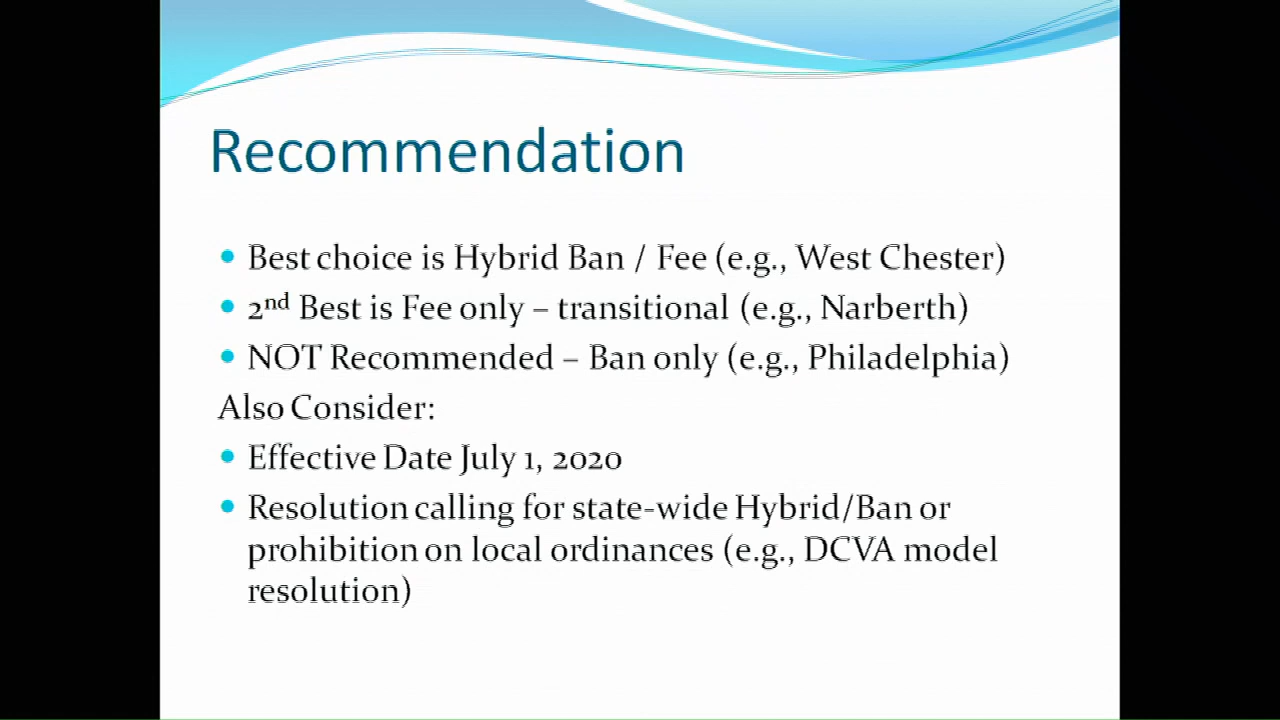 Recommendation
• Best choice is Hybrid Ban / Fee (e.g., West Chester)
• 2nd Best is Fee only – transitional (e.g., Narberth)
• NOT Recommended – Ban only (e.g., Philadelphia)
Also Consider:
• Effective Date July 1, 2020
• Resolution calling for state-wide Hybrid/Ban or
prohibition on local ordinances (e.g., DCVA model
resolution)